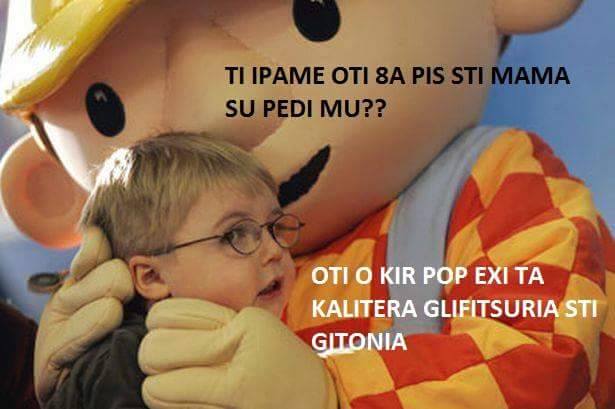 TI IPAME OTI 8A PIS STI MAMA
SU PEDI MU??
OTI O KIR POP EXI TA
KALITERA GLIFITSURIA STI
GITONIA